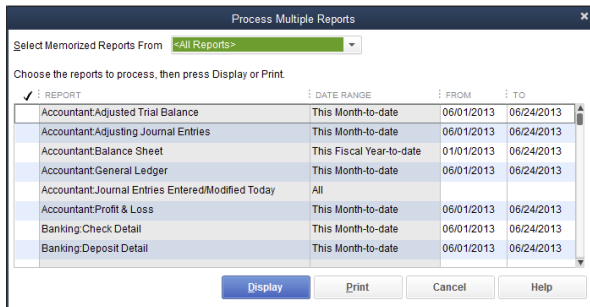 Process Multiple Reports
Select Memorized Reports From <All Reports>
Choose the reports to process, then press Display or Print.
REPORT DATE RANGE FROM TO
Accountant:Adjusted Trial Balance This Month-to-date 06/01/2013 06/24/2013
Accountant:Adjusting Journal Entries This Month-to-date 06/01/2013 06/24/2013
Accountant:Balance Sheet This Fiscal Year-to-date 01/01/2013 06/24/2013
Accountant:General Ledger This Month-to-date 06/01/2013 06/24/2013
Accountant:Journal Entries Entered/Modified Today All
Accountant:Profit & Loss This Month-to-date 06/01/2013 06/24/2013
Banking:Check Detail This Month-to-date 06/01/2013 06/24/2013
Banking:Deposit Detail This Month-to-date 06/01/2013 06/24/2013
Display Print Cancel Help